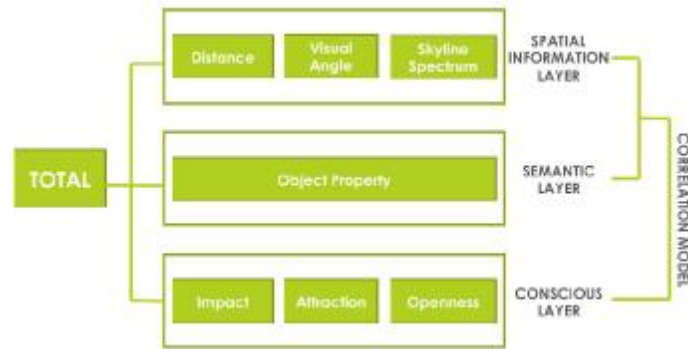 Distance
Visual
Angle
Skyline
Spectrum
SPATIAL
INFORMATION
LAYER
TOTAL
Object Property
SEMANTIC
LAYER
CORRELATION MODEL
Impact
Attraction
Openness
CONSCIOUS
LAYER